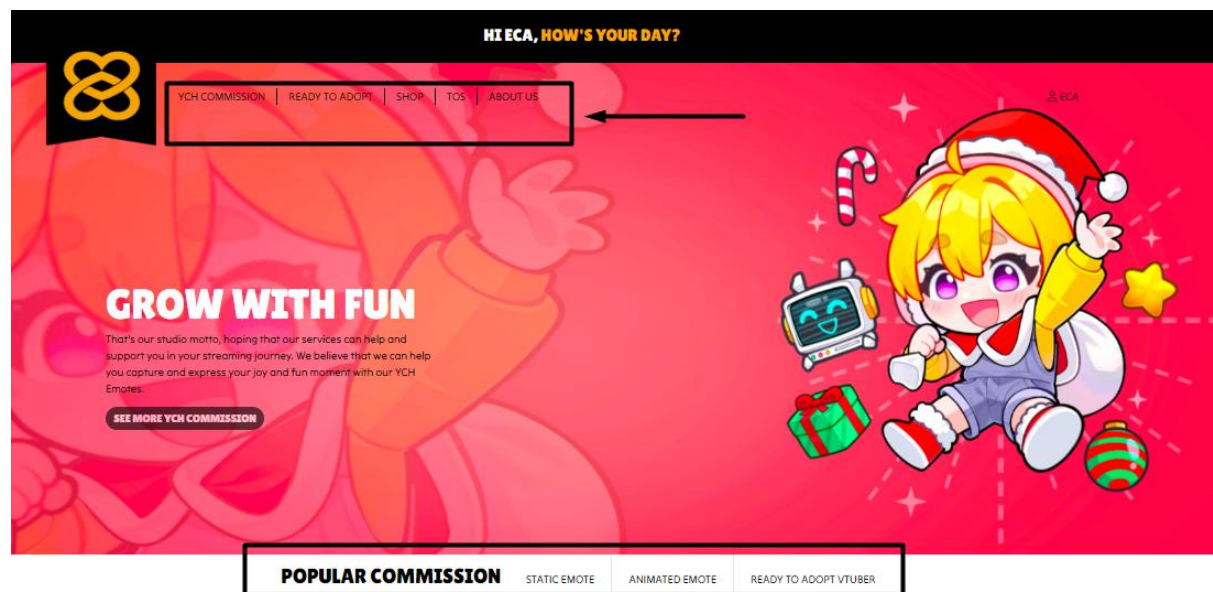 HI ECA, HOW'S YOUR DAY?
YCH COMMISSION READY TO ADOPT SHOP TOS ABOUT US
ECA
GROW WITH FUN
That's our studio motto, hoping that our services can help and
support you in your streaming journey. We believe that we can help
you capture and express your joy and fun moment with our YCH
Emotes.
SEE MORE YCH COMMISSION
POPULAR COMMISSION STATIC EMOTE ANIMATED EMOTE READY TO ADOPT VTUBER